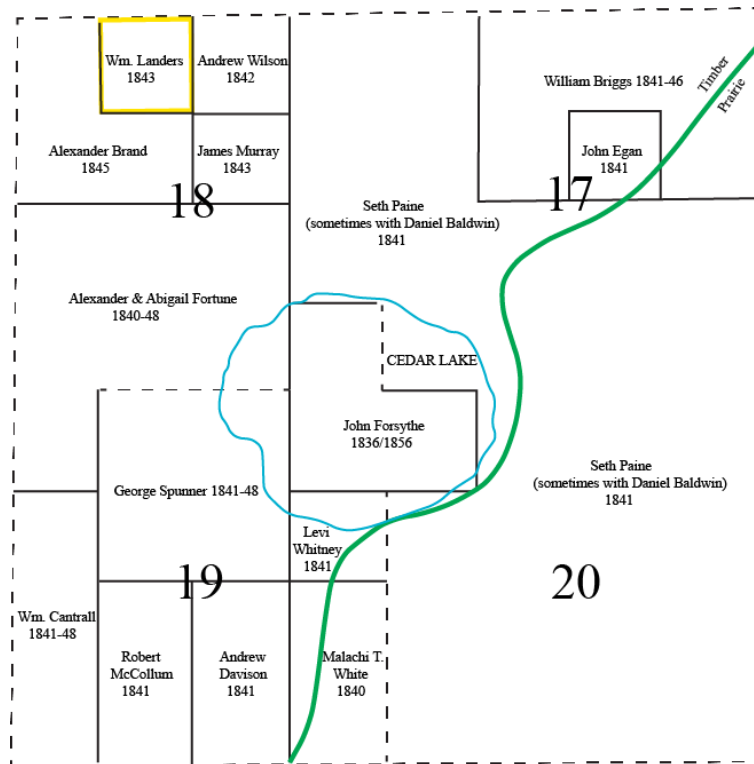 Wm. Landers
1843
Andrew Wilson
1842
William Briggs 1841-46
Timber
Prairie
Alexander Brand
1845
James Murray
1843
John Egan
1841
18
17
Seth Paine
(sometimes with Daniel Baldwin)
1841
Alexander & Abigail Fortune
1840-48
CEDAR LAKE
John Forsythe
1836/1856
George Spunner 1841-48
Seth Paine
(sometimes with Daniel Baldwin)
1841
Levi
Whitney
1841
19
20
Wm. Cantrall
1841-48
Robert
McCollum
1841
Andrew
Davison
1841
Malachi T.
White
1840